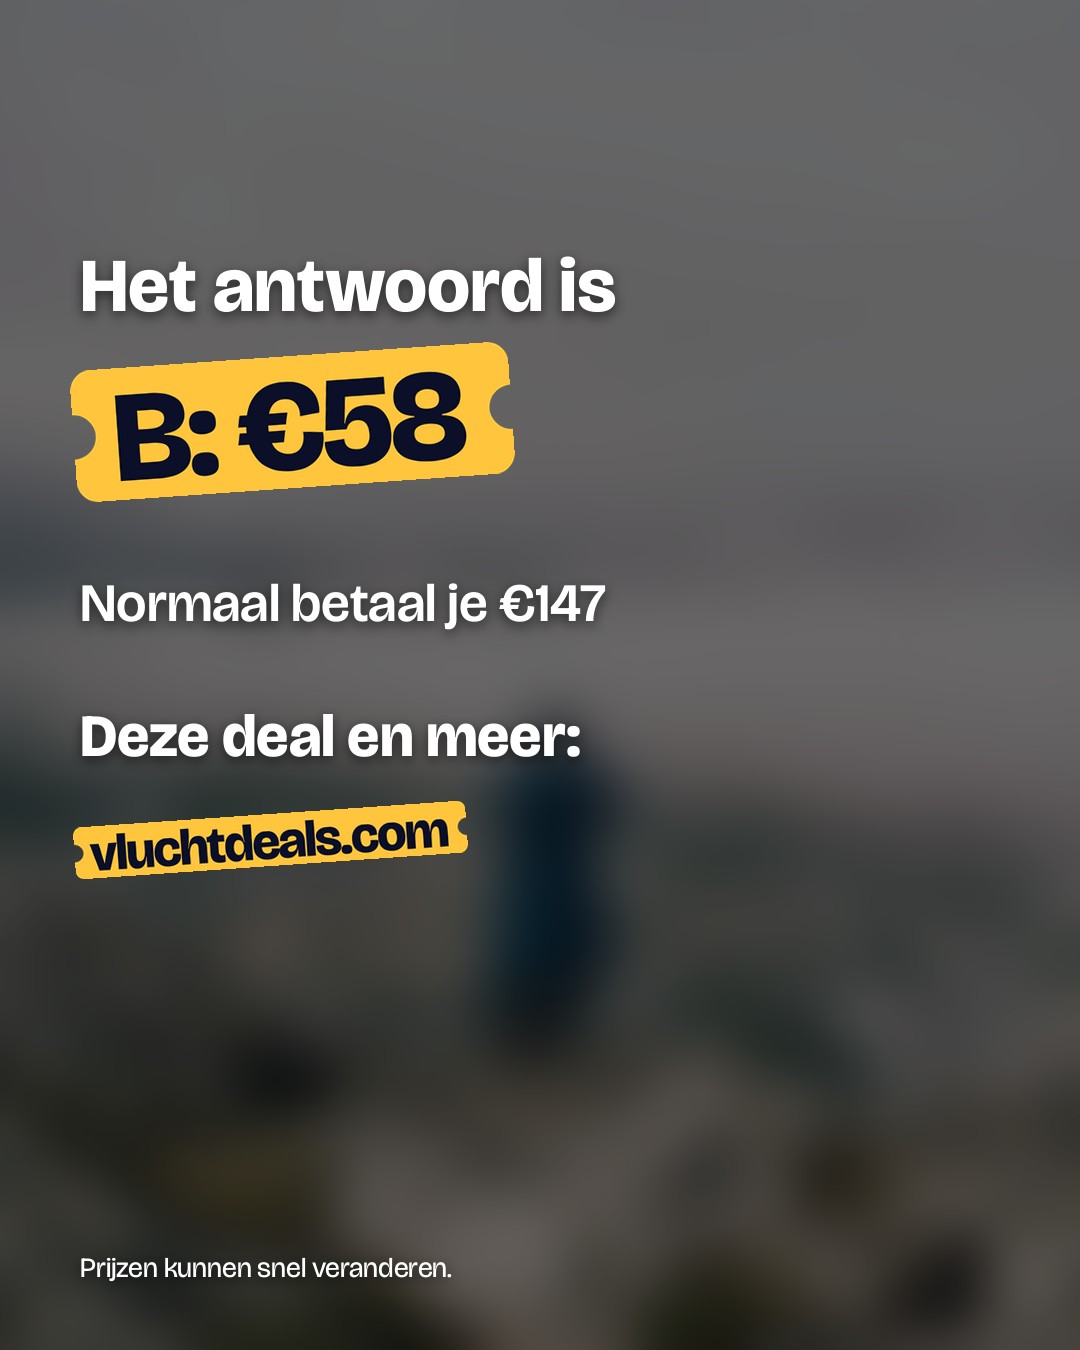 Het antwoord is
B: €58
Normaal betaal je €147
Deze deal en meer:
vluchtdeals.com
Prijzen kunnen snel veranderen.